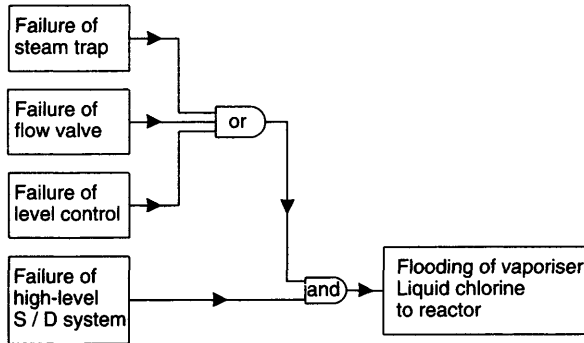 Failure of
steam trap
or
Failure of
flow valve
Failure of
level control
Failure of
high-level
S / D system
and
Flooding of vaporiser
Liquid chlorine
to reactor